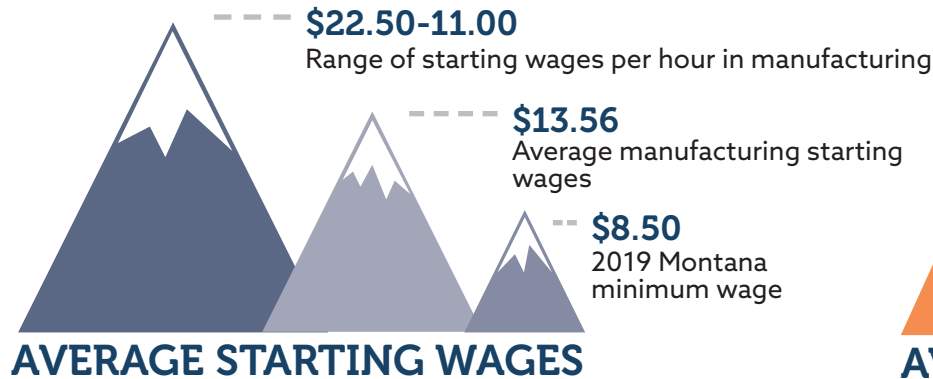 $22.50-11.00
Range of starting wages per hour in manufacturing
$13.56
Average manufacturing starting
wages
$8.50
2019 Montana
minimum wage
AVERAGE STARTING WAGES